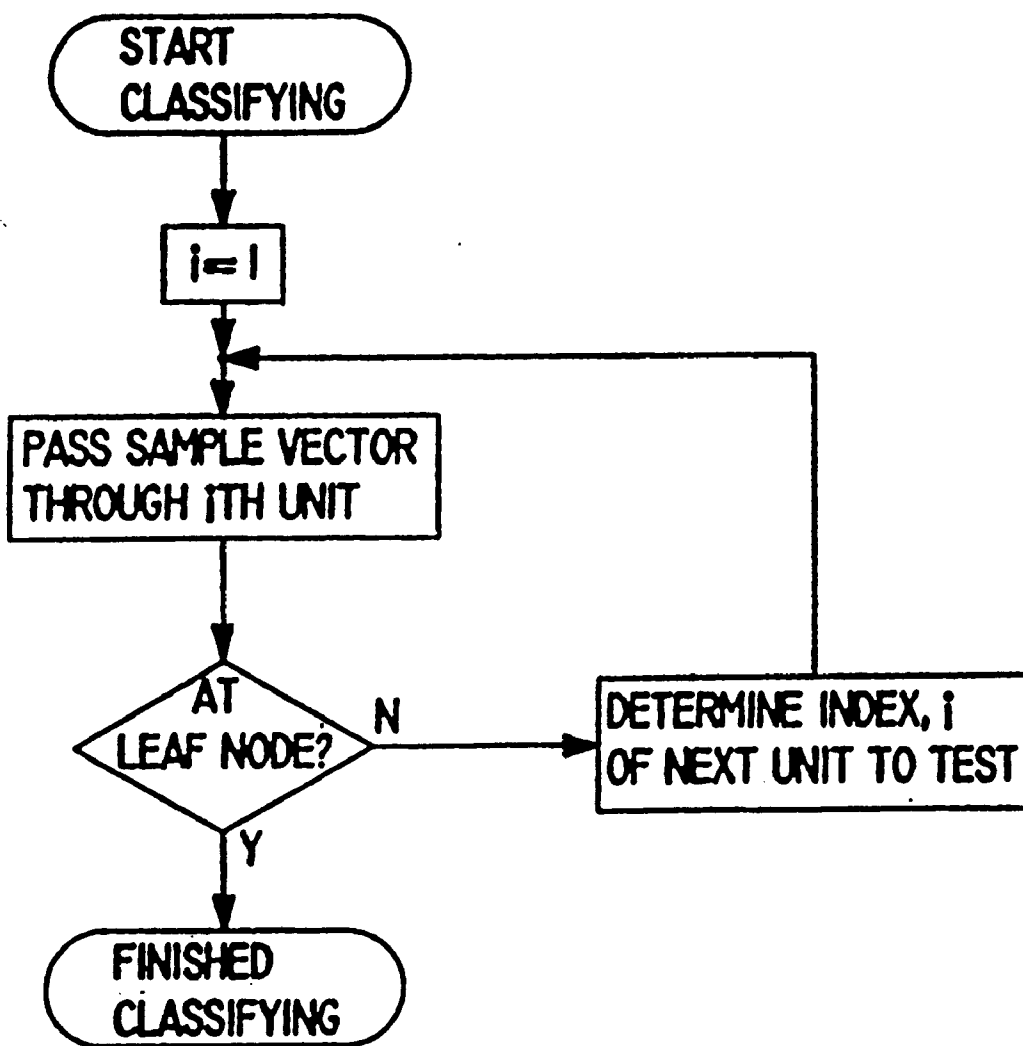 START
CLASSIFYING
i=1
PASS SAMPLE VECTOR
THROUGH iTH UNIT
AT
LEAF NODE?
N
DETERMINE INDEX, i
OF NEXT UNIT TO TEST
Y
FINISHED
CLASSIFYING